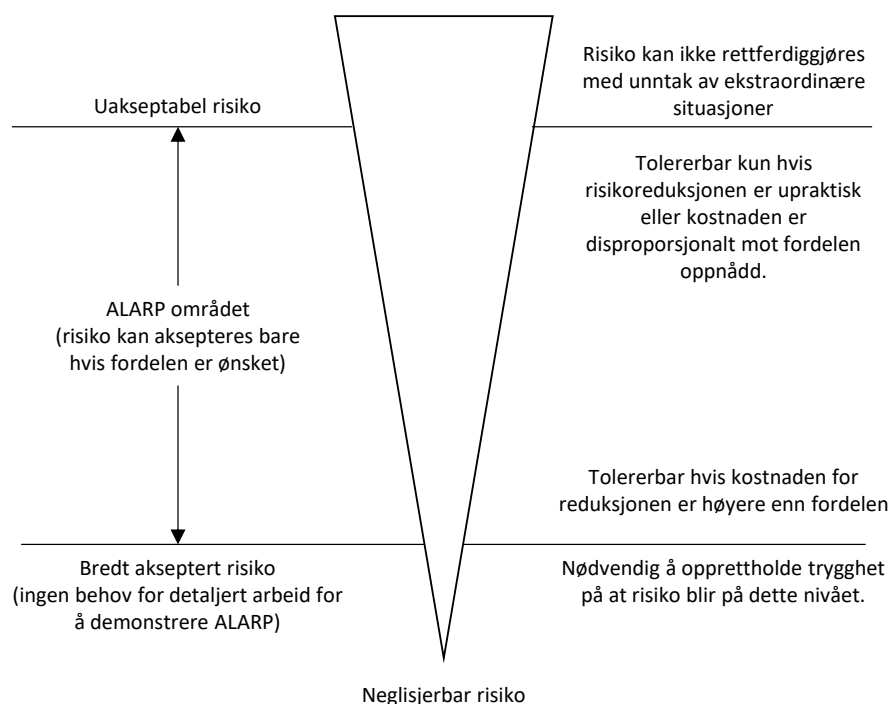 Uakseptabel risiko
Risiko kan ikke rettferdiggjøres
med unntak av ekstraordinære
situasjoner
Tolererbar kun hvis
risikoreduksjonen er upraktisk
eller kostnaden er
disproporsjonalt mot fordelen
oppnådd.
ALARP området
(risiko kan aksepteres bare
hvis fordelen er ønsket)
Tolererbar hvis kostnaden for
reduksjonen er høyere enn fordelen
Bredt akseptert risiko
(ingen behov for detaljert arbeid for
å demonstrere ALARP)
Nødvendig å opprettholde trygghet
på at risiko blir på dette nivået.
Neglisjerbar risiko